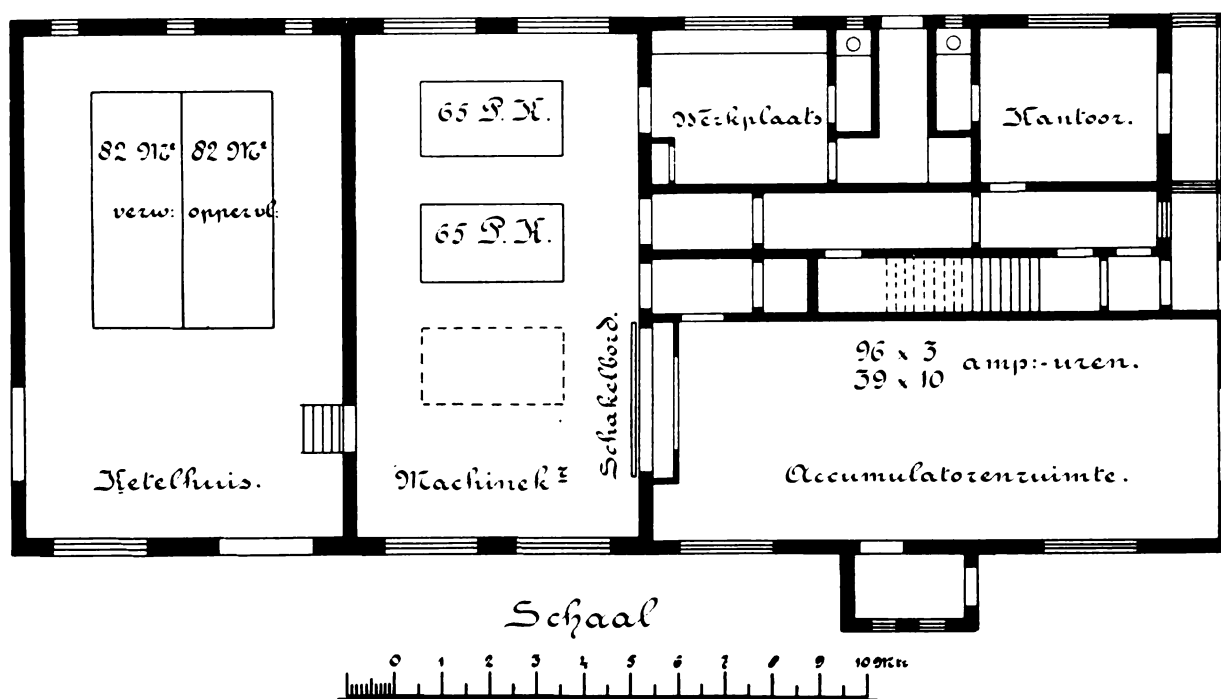 65 P. K.
Werkplaats
Kantoor.
82 M² 82 M²
verw: oppervl:
65 P. K.
Schakelbord.
96 x 3
39 x 10 amp:-uren.
Ketelhuis.
Machinek.ʳ
Accumulatorenruimte.
Schaal
0 1 2 3 4 5 6 7 8 9 10 Mtr